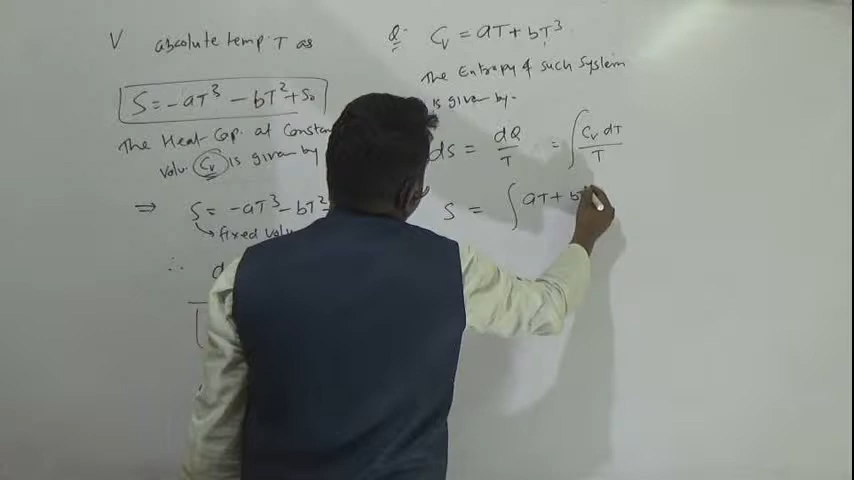 V absolute temp. T as
S = -aT³ - bT² + S₀
The Heat Cap. at Constan
volu. Cv is given by
⇒ S = -aT³ - bT²
fixed volu
∴ d
Q:- Cv = aT + bT³
The Entropy of such System
is given by -
ds = dQ/T = ∫ Cv dT/T
S = ∫ aT + b